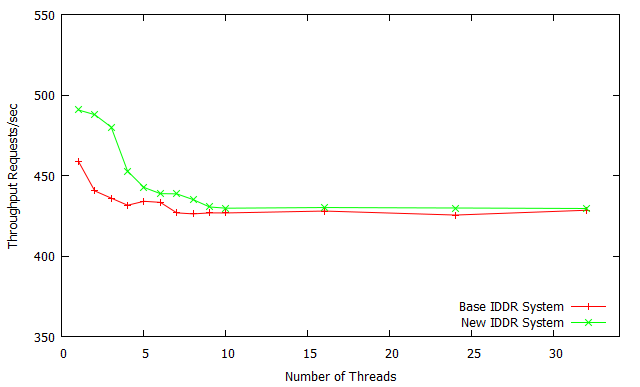 550
500
450
400
350
Throughput Requests/sec
Base IDDR System
New IDDR System
0 5 10 15 20 25 30
Number of Threads